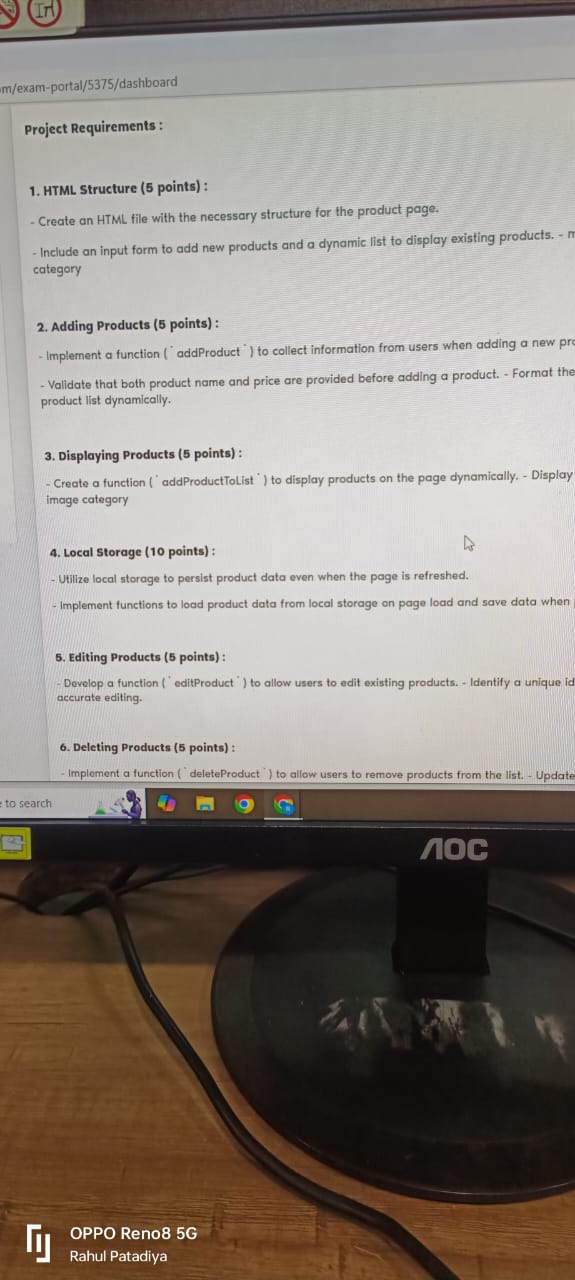 m/exam-portal/5375/dashboard
Project Requirements :
1. HTML Structure (5 points) :
- Create an HTML file with the necessary structure for the product page.
- Include an input form to add new products and a dynamic list to display existing products. -
category
2. Adding Products (5 points) :
- Implement a function (`addProduct`) to collect information from users when adding a new
- Validate that both product name and price are provided before adding a product. - Format the
product list dynamically.
3. Displaying Products (5 points) :
- Create a function (`addProductToList`) to display products on the page dynamically. - Display
image category
4. Local Storage (10 points) :
- Utilize local storage to persist product data even when the page is refreshed.
- Implement functions to load product data from local storage on page load and save data when
5. Editing Products (5 points) :
- Develop a function (`editProduct`) to allow users to edit existing products. - Identify a unique id
accurate editing.
6. Deleting Products (5 points) :
- Implement a function (`deleteProduct`) to allow users to remove products from the list. - Update
to search
AOC
OPPO Reno8 5G
Rahul Patadiya